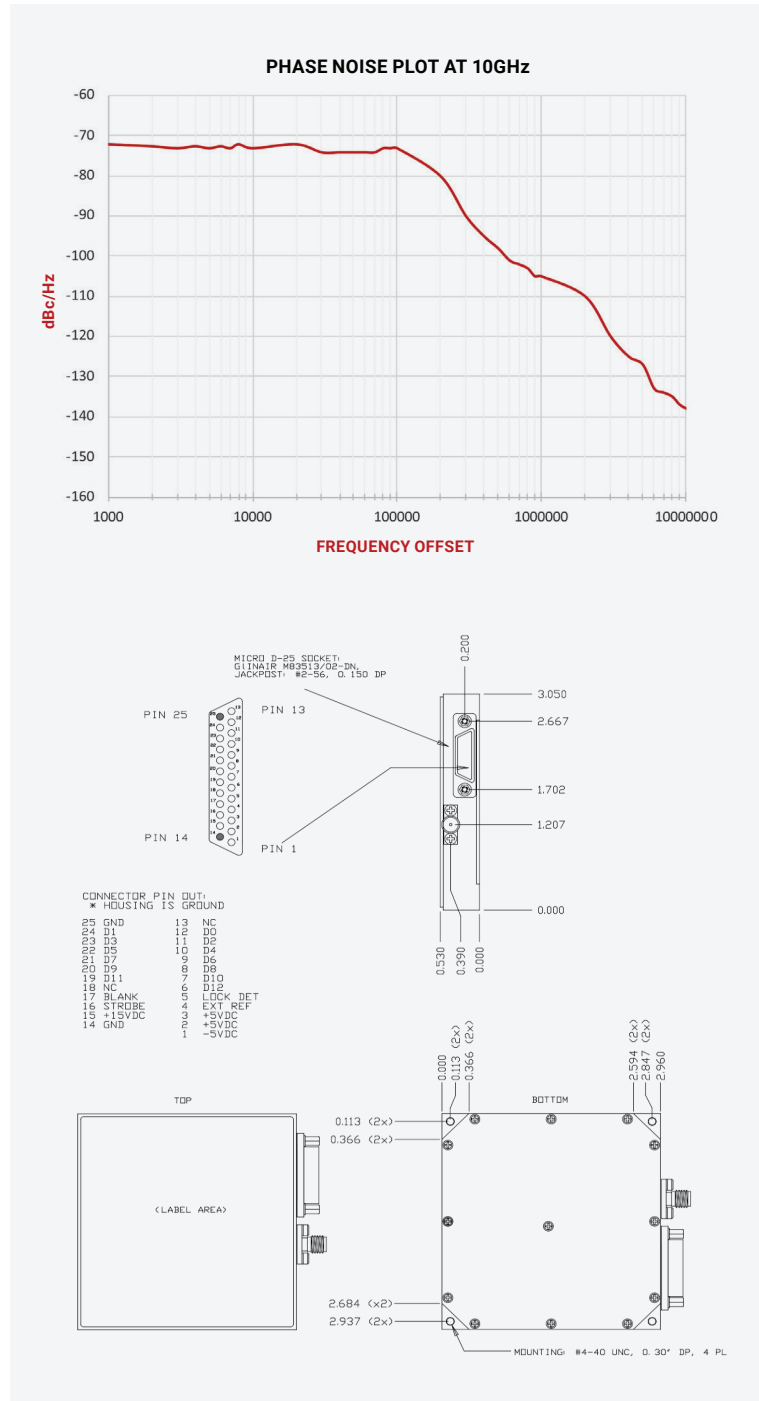 PHASE NOISE PLOT AT 10GHz
-60
-70
-80
-90
-100
-110
-120
-130
-140
-150
-160
dBc/Hz
1000
10000
100000
1000000
10000000
FREQUENCY OFFSET
MICRO D-25 SOCKET:
GLINAIR M83513/02-DN,
JACKPOST: #2-56, 0.150 DP
PIN 25
PIN 13
PIN 14
PIN 1
0.200
3.050
2.667
1.702
1.207
0.000
0.530
0.390
0.000
CONNECTOR PIN OUT:
* HOUSING IS GROUND
25 GND 13 NC
24 D1 12 D0
23 D3 11 D2
22 D5 10 D4
21 D7 9 D6
20 D9 8 D8
19 D11 7 D10
18 NC 6 D12
17 BLANK 5 LOCK DET
16 STROBE 4 EXT REF
15 +15VDC 3 +5VDC
14 GND 2 +5VDC
1 -5VDC
TOP
(LABEL AREA)
BOTTOM
0.000
0.113 (2x)
0.366 (2x)
2.594 (2x)
2.847 (2x)
2.960
0.113 (2x)
0.366 (2x)
2.684 (x2)
2.937 (2x)
MOUNTING: #4-40 UNC, 0.30" DP, 4 PL